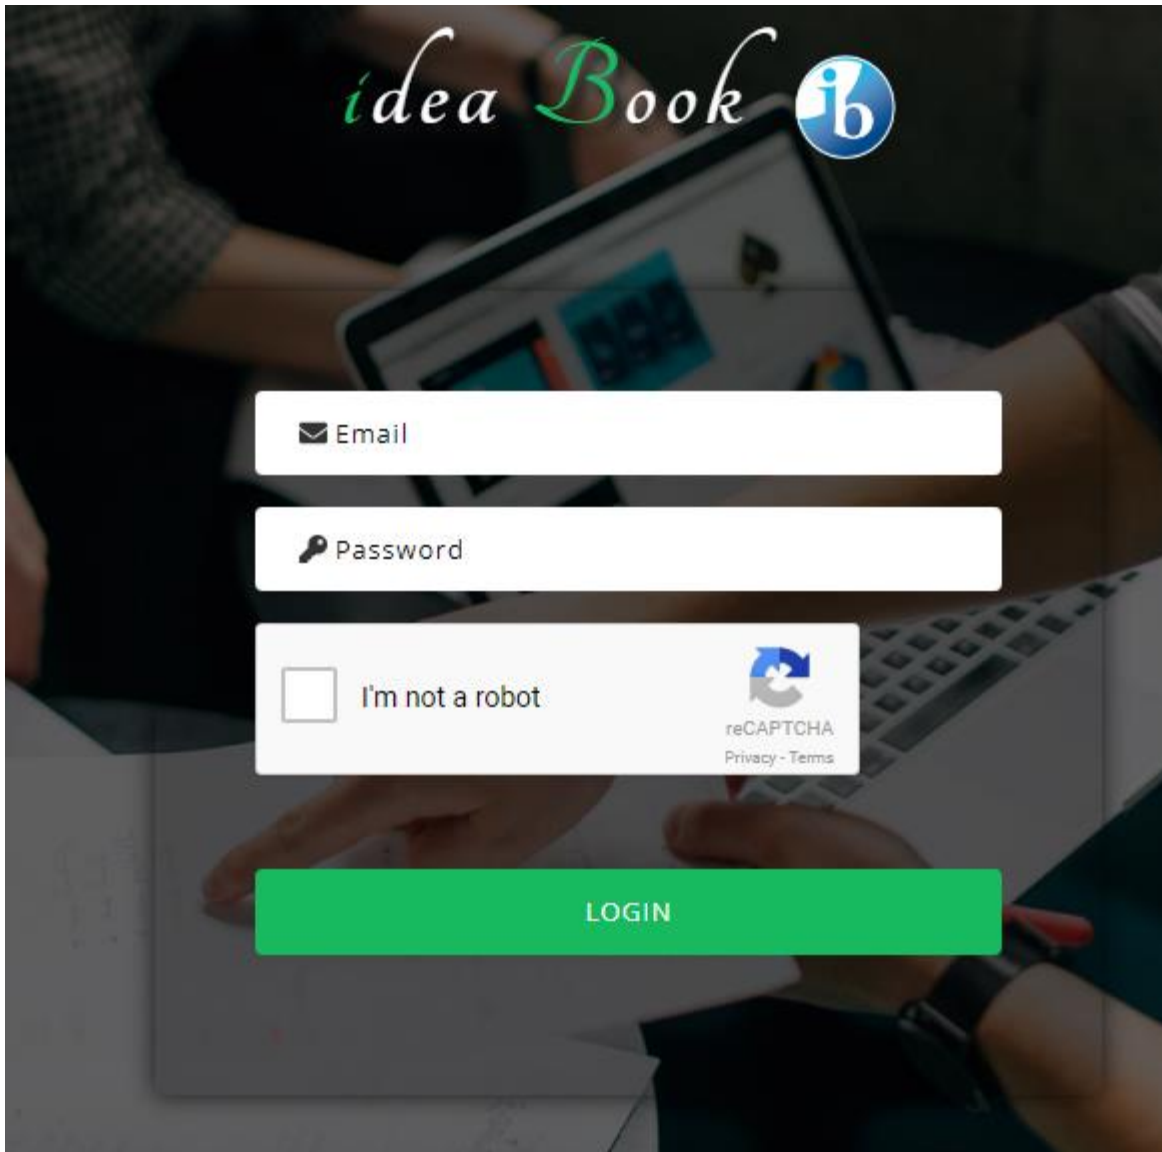 idea Book ib
Email
Password
I'm not a robot
reCAPTCHA
Privacy - Terms
LOGIN